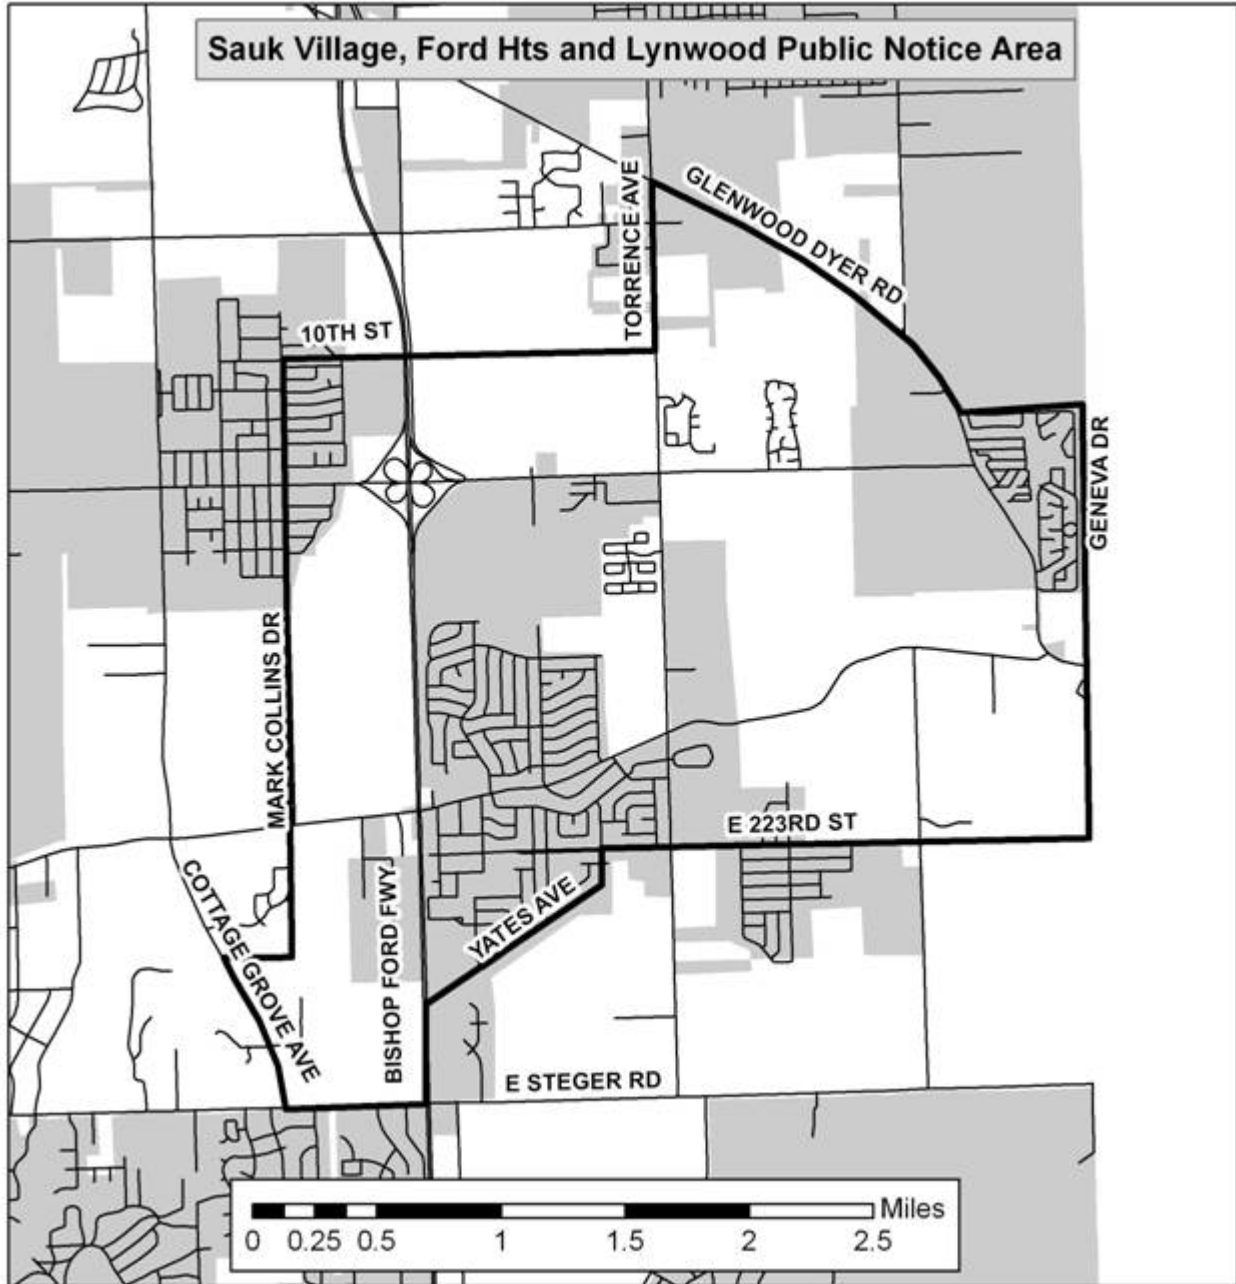 Sauk Village, Ford Hts and Lynwood Public Notice Area
GLENWOOD DYER RD
TORRENCE AVE
10TH ST
GENEVA DR
MARK COLLINS DR
E 223RD ST
COTTAGE GROVE AVE
BISHOP FORD FWY
YATES AVE
E STEGER RD
Miles
0 0.25 0.5 1 1.5 2 2.5